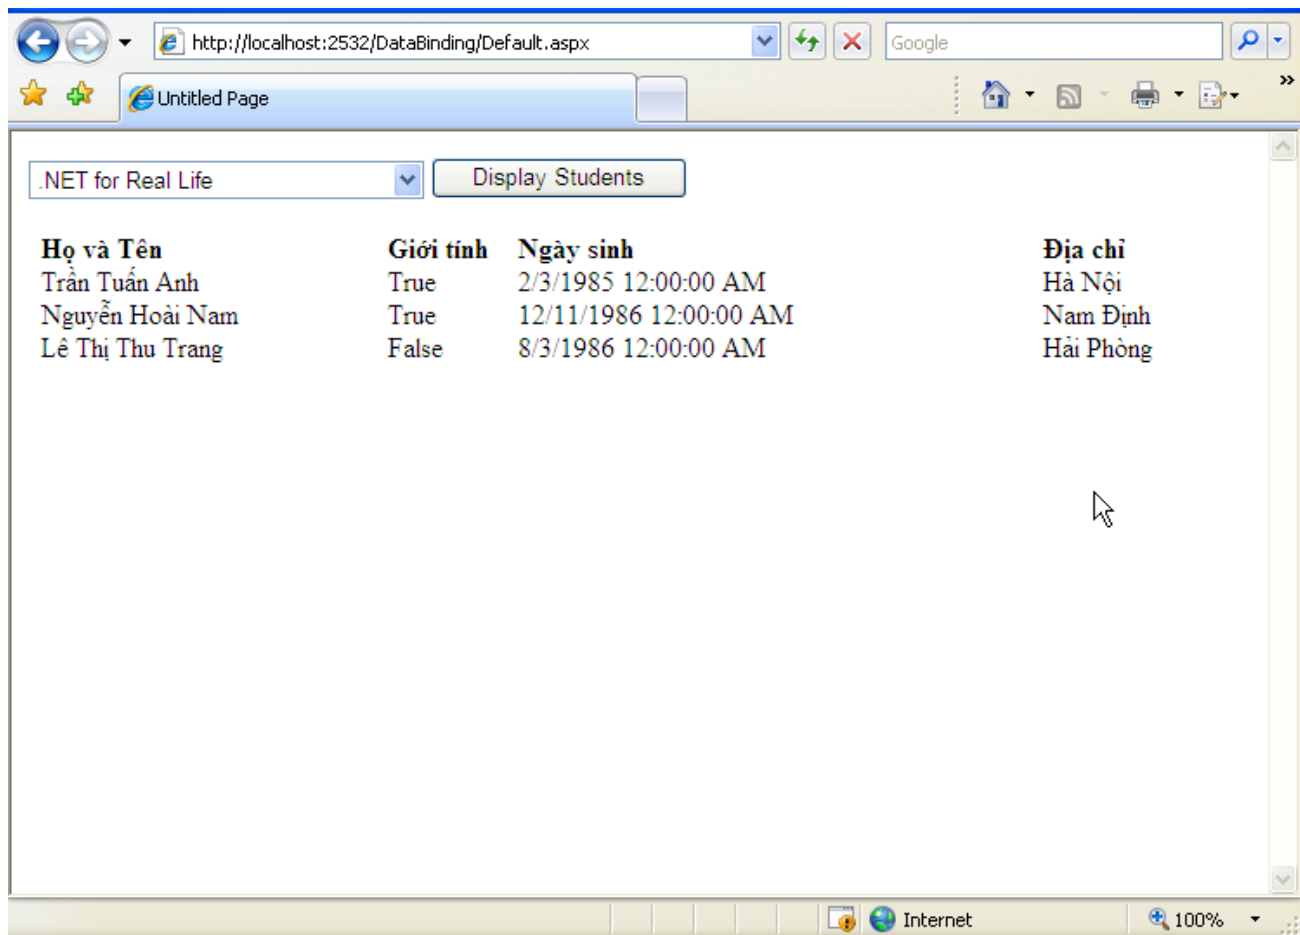 http://localhost:2532/DataBinding/Default.aspx Google
Untitled Page
.NET for Real Life Display Students
Họ và Tên Giới tính Ngày sinh Địa chỉ
Trần Tuấn Anh True 2/3/1985 12:00:00 AM Hà Nội
Nguyễn Hoài Nam True 12/11/1986 12:00:00 AM Nam Định
Lê Thị Thu Trang False 8/3/1986 12:00:00 AM Hải Phòng
Internet 100%